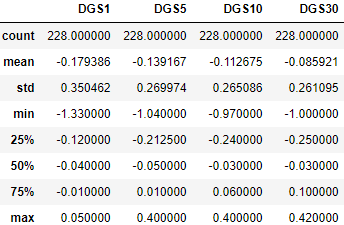 DGS1 DGS5 DGS10 DGS30
count 228.000000 228.000000 228.000000 228.000000
mean -0.179386 -0.139167 -0.112675 -0.085921
std 0.350462 0.269974 0.265086 0.261095
min -1.330000 -1.040000 -0.970000 -1.000000
25% -0.120000 -0.212500 -0.240000 -0.250000
50% -0.040000 -0.050000 -0.030000 -0.030000
75% -0.010000 0.010000 0.060000 0.100000
max 0.050000 0.400000 0.400000 0.420000